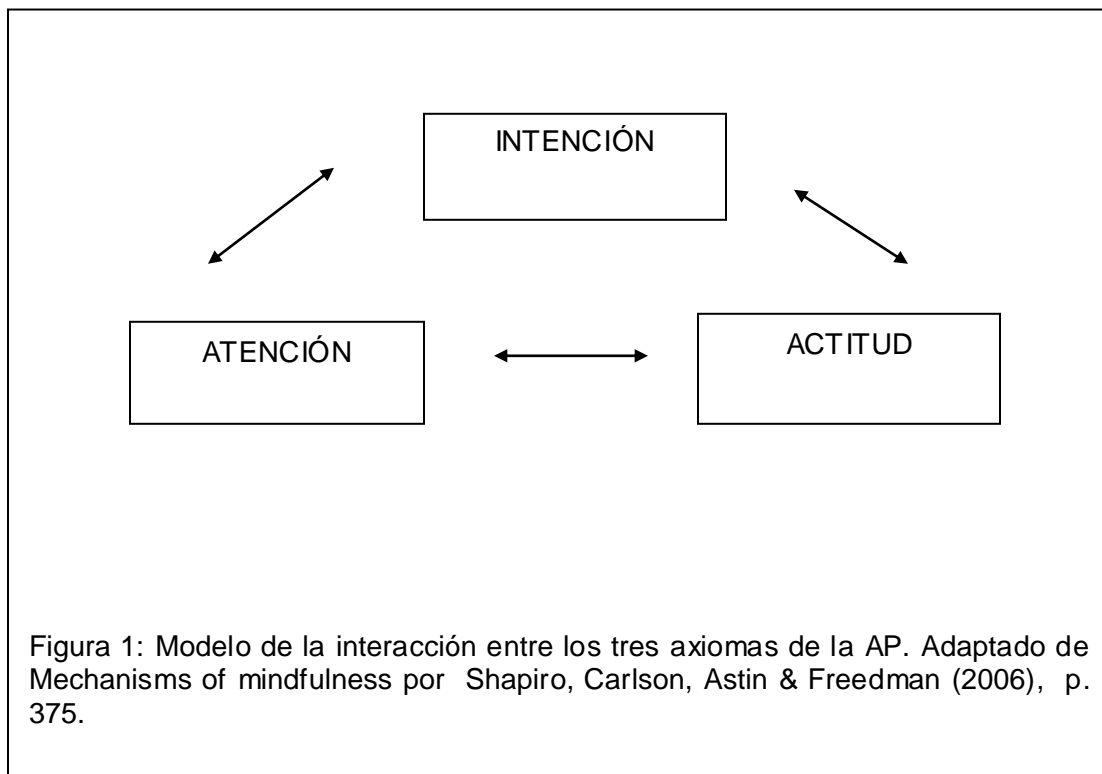 INTENCIÓN
ATENCIÓN
ACTITUD
Figura 1: Modelo de la interacción entre los tres axiomas de la AP. Adaptado de
Mechanisms of mindfulness por Shapiro, Carlson, Astin & Freedman (2006), p.
375.